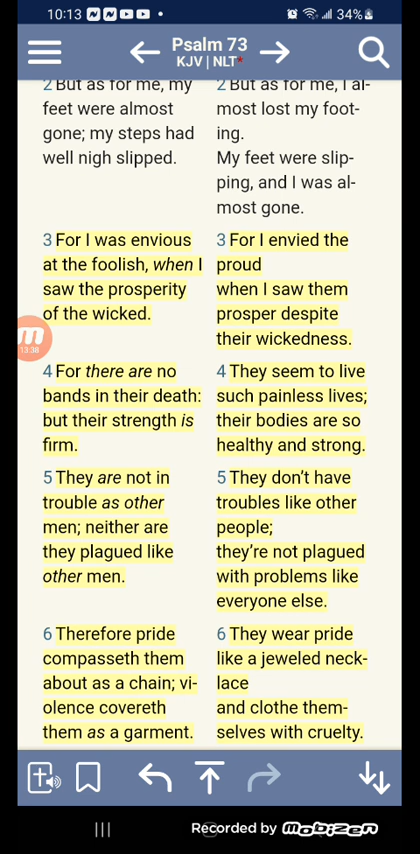 10:13
34%
Psalm 73
KJV | NLT*
2 But as for me, my
feet were almost
gone; my steps had
well nigh slipped.
2 But as for me, I al-
most lost my foot-
ing.
My feet were slip-
ping, and I was al-
most gone.
3 For I was envious
at the foolish, when I
saw the prosperity
of the wicked.
3 For I envied the
proud
when I saw them
prosper despite
their wickedness.
m
13:38
4 For there are no
bands in their death:
but their strength is
firm.
4 They seem to live
such painless lives;
their bodies are so
healthy and strong.
5 They are not in
trouble as other
men; neither are
they plagued like
other men.
5 They don’t have
troubles like other
people;
they’re not plagued
with problems like
everyone else.
6 Therefore pride
compasseth them
about as a chain; vi-
olence covereth
them as a garment.
6 They wear pride
like a jeweled neck-
lace
and clothe them-
selves with cruelty.
Recorded by mobizen